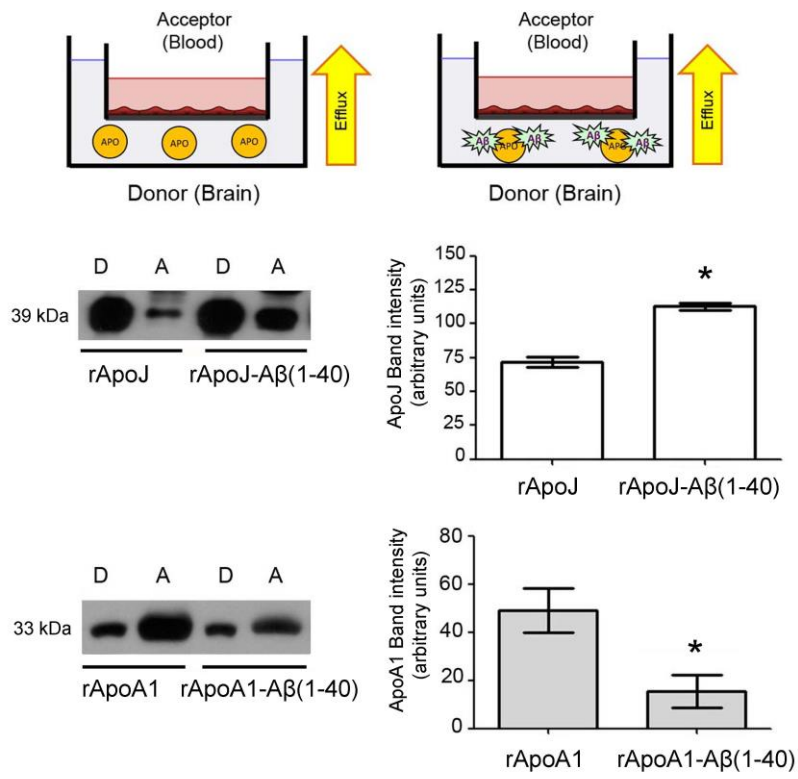 Acceptor
(Blood)
Efflux
APO APO APO
Donor (Brain)
Acceptor
(Blood)
Efflux
Aβ Aβ Aβ Aβ
APO APO
Donor (Brain)
D A D A
39 kDa
rApoJ rApoJ-Aβ(1-40)
ApoJ Band intensity
(arbitrary units)
150
125
100
75
50
25
0
*
rApoJ rApoJ-Aβ(1-40)
D A D A
33 kDa
rApoA1 rApoA1-Aβ(1-40)
ApoA1 Band intensity
(arbitrary units)
80
60
40
20
0
*
rApoA1 rApoA1-Aβ(1-40)